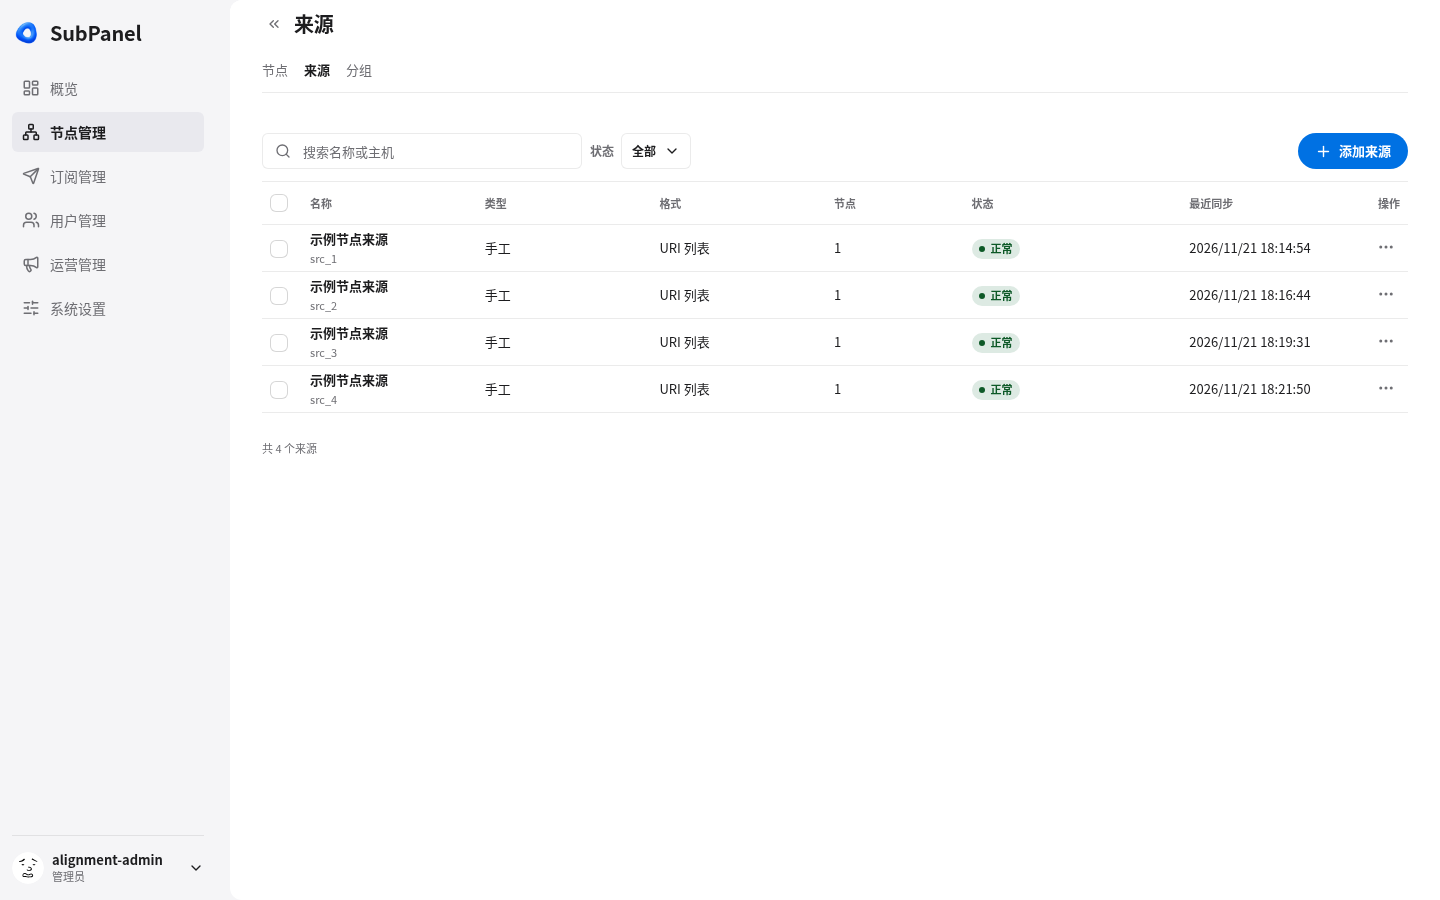 SubPanel
概览
节点管理
订阅管理
用户管理
运营管理
系统设置
alignment-admin
管理员
来源
节点 来源 分组
搜索名称或主机 状态 全部 添加来源
名称 类型 格式 节点 状态 最近同步 操作
示例节点来源
src_1
手工 URI 列表 1 正常 2026/11/21 18:14:54
示例节点来源
src_2
手工 URI 列表 1 正常 2026/11/21 18:16:44
示例节点来源
src_3
手工 URI 列表 1 正常 2026/11/21 18:19:31
示例节点来源
src_4
手工 URI 列表 1 正常 2026/11/21 18:21:50
共 4 个来源